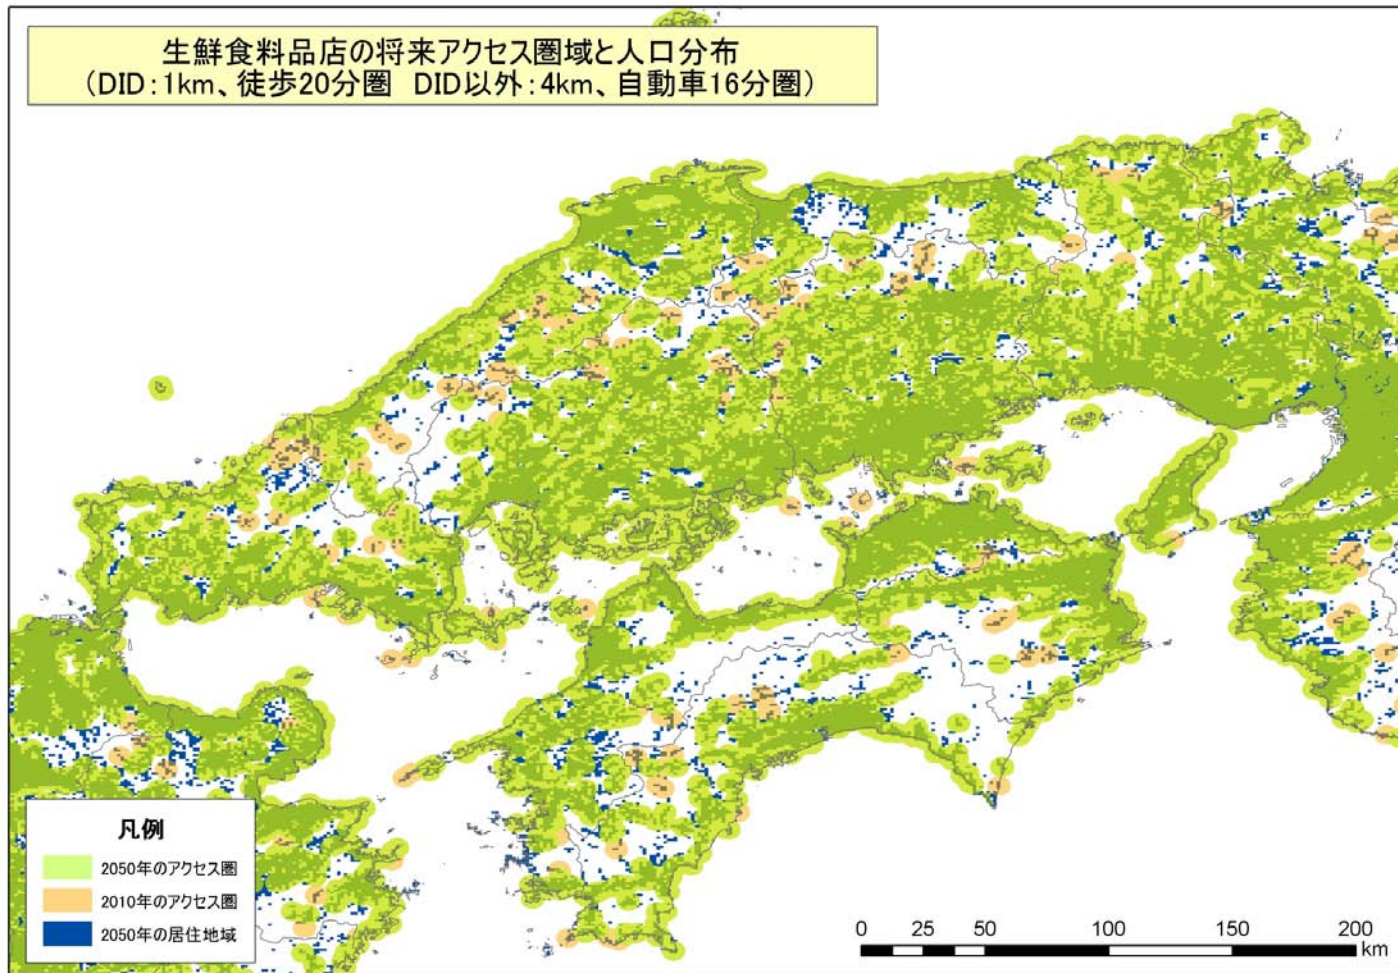 生鮮食料品店の将来アクセス圏域と人口分布
（DID：1km、徒歩20分圏　DID以外：4km、自動車16分圏）
凡例
2050年のアクセス圏
2010年のアクセス圏
2050年の居住地域
0 25 50 100 150 200
km